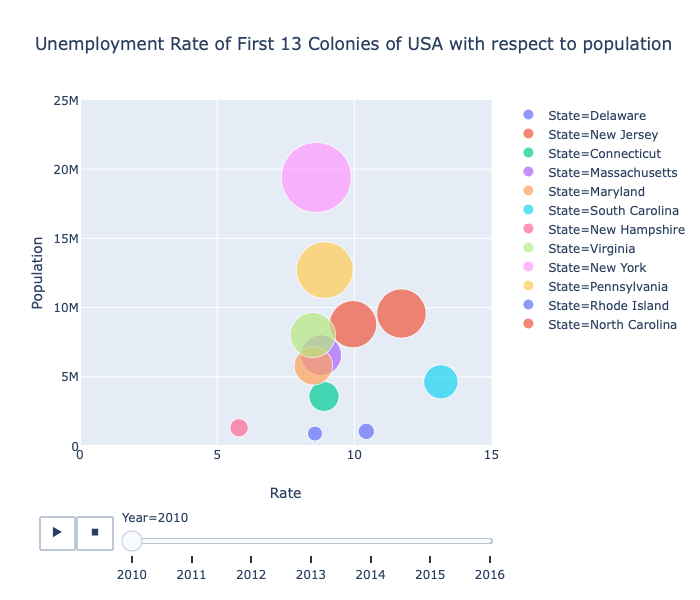 Unemployment Rate of First 13 Colonies of USA with respect to population
25M
20M
15M
10M
5M
0
Population
0 5 10 15
Rate
State=Delaware
State=New Jersey
State=Connecticut
State=Massachusetts
State=Maryland
State=South Carolina
State=New Hampshire
State=Virginia
State=New York
State=Pennsylvania
State=Rhode Island
State=North Carolina
Year=2010
2010 2011 2012 2013 2014 2015 2016